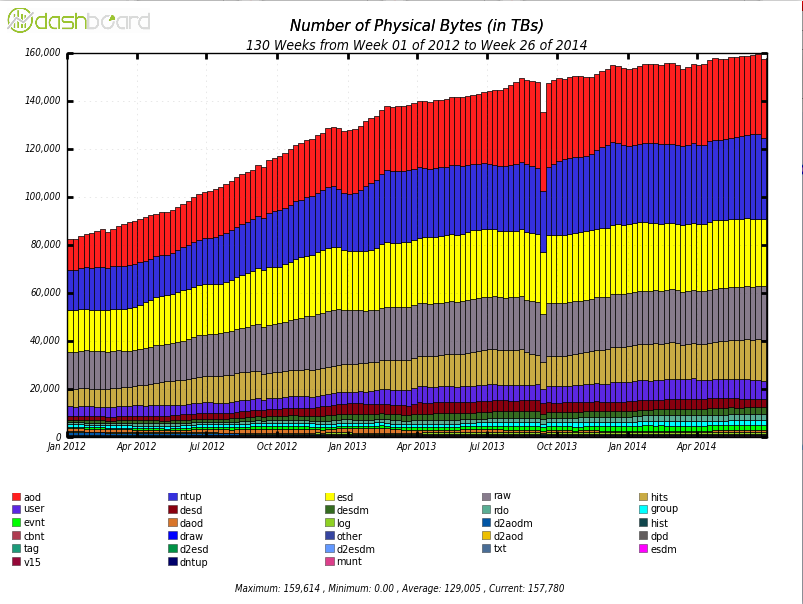 dashboard
Number of Physical Bytes (in TBs)
130 Weeks from Week 01 of 2012 to Week 26 of 2014
160,000
140,000
120,000
100,000
80,000
60,000
40,000
20,000
0
Jan 2012 Apr 2012 Jul 2012 Oct 2012 Jan 2013 Apr 2013 Jul 2013 Oct 2013 Jan 2014 Apr 2014
aod ntup esd raw hits
user desd desdm rdo group
evnt daod log d2aodm hist
cbnt draw other d2aod dpd
tag d2esd d2esdm txt esdm
v15 dntup munt
Maximum: 159,614 , Minimum: 0.00 , Average: 129,005 , Current: 157,780